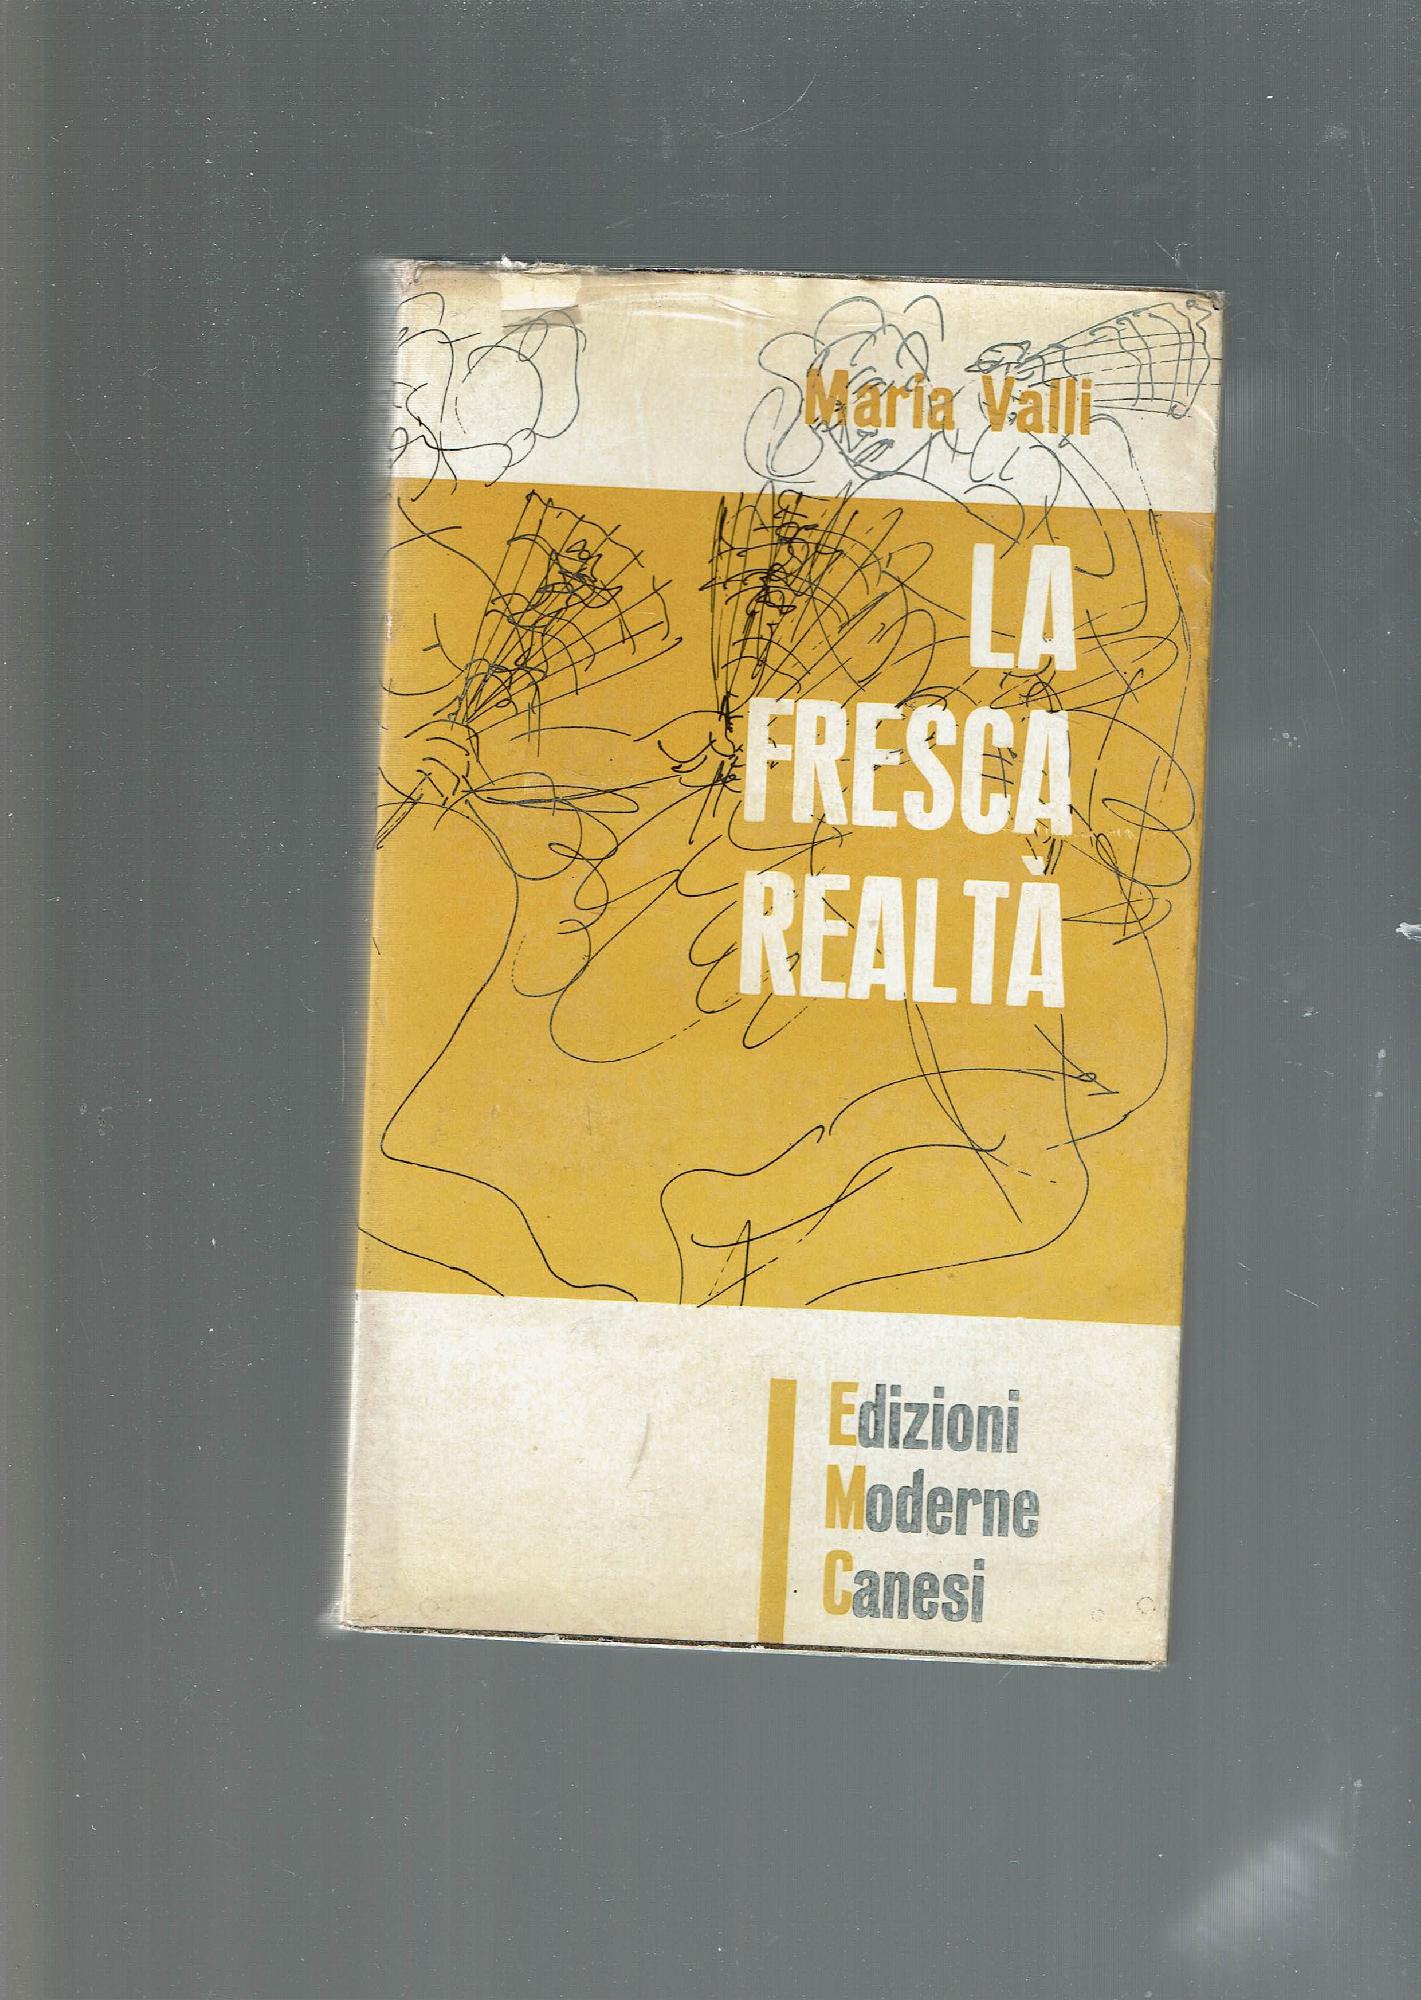 Maria Valli
LA
FRESCA
REALTÀ
Edizioni
Moderne
Canesi